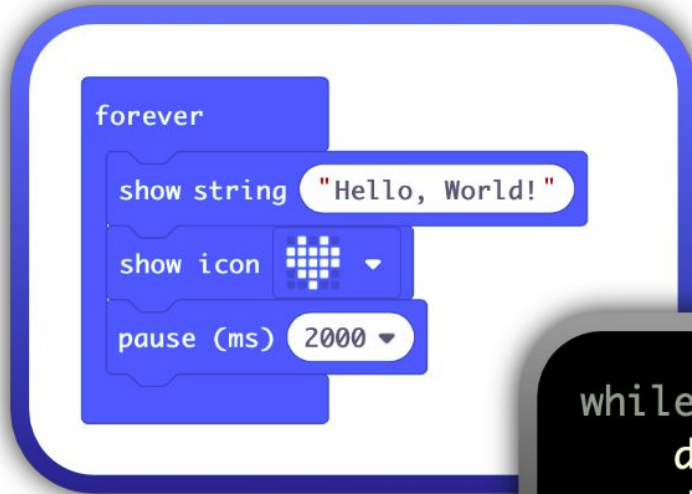 forever
show string "Hello, World!"
show icon
pause (ms) 2000
while